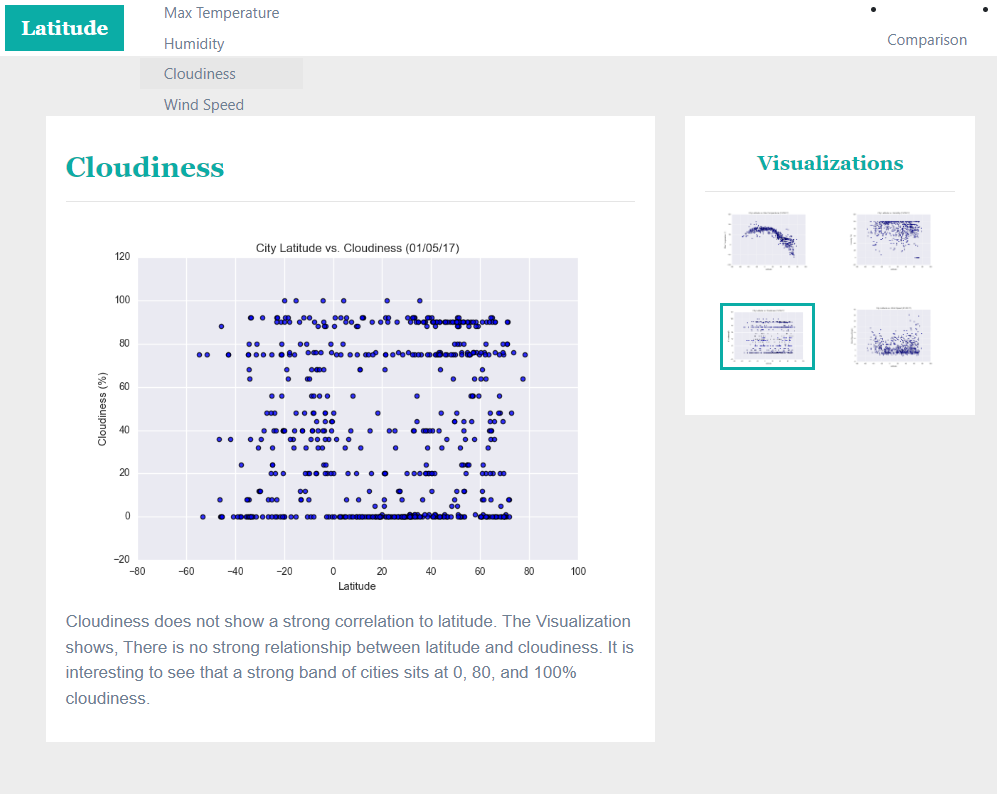 Latitude
Max Temperature
Humidity
Cloudiness
Wind Speed
Comparison
Cloudiness
City Latitude vs. Cloudiness (01/05/17)
120
100
80
60
40
20
0
−20
Cloudiness (%)
−80 −60 −40 −20 0 20 40 60 80 100
Latitude
Cloudiness does not show a strong correlation to latitude. The Visualization
shows, There is no strong relationship between latitude and cloudiness. It is
interesting to see that a strong band of cities sits at 0, 80, and 100%
cloudiness.
Visualizations